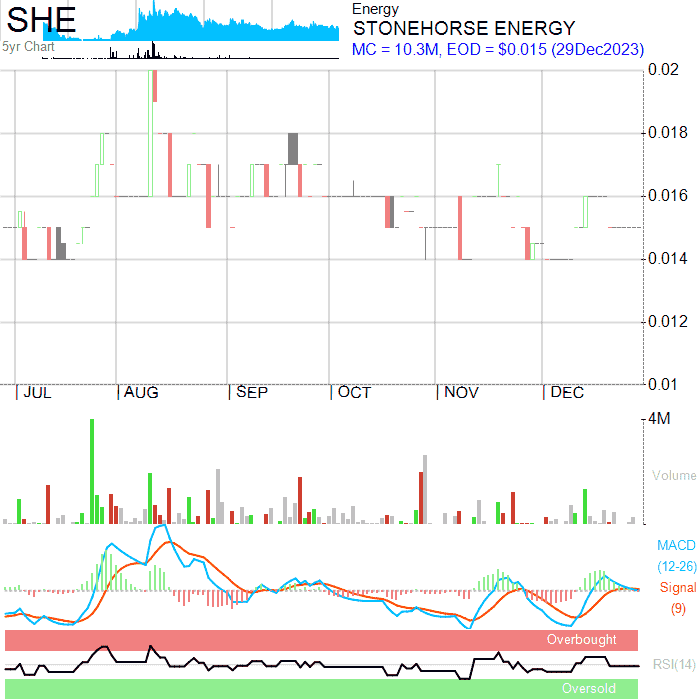 SHE
5yr Chart
Energy
STONEHORSE ENERGY
MC = 10.3M, EOD = $0.015 (29Dec2023)
0.02
0.018
0.016
0.014
0.012
0.01
JUL AUG SEP OCT NOV DEC
4M
Volume
MACD
(12-26)
Signal
(9)
Overbought
RSI(14)
Oversold